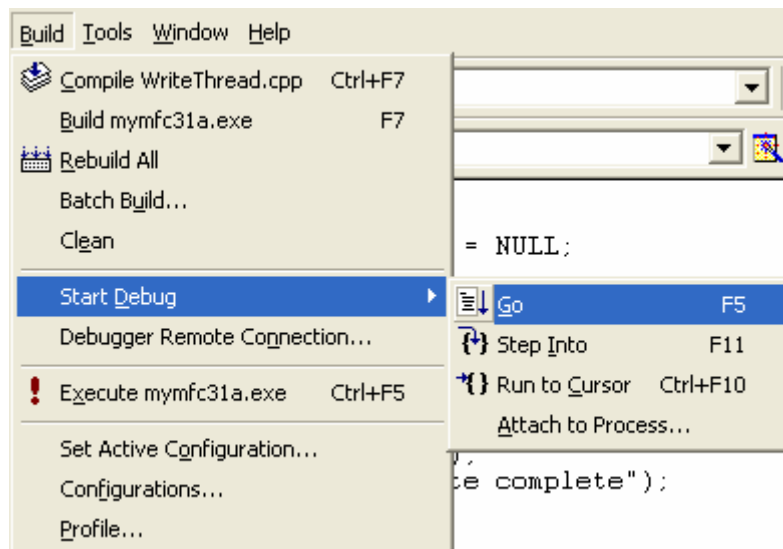 Build Tools Window Help
Compile WriteThread.cpp Ctrl+F7
Build mymfc31a.exe F7
Rebuild All
Batch Build...
Clean
= NULL;
Start Debug
Go F5
Debugger Remote Connection...
Step Into F11
Execute mymfc31a.exe Ctrl+F5
Run to Cursor Ctrl+F10
Attach to Process...
Set Active Configuration...
Configurations...
te complete");
Profile...